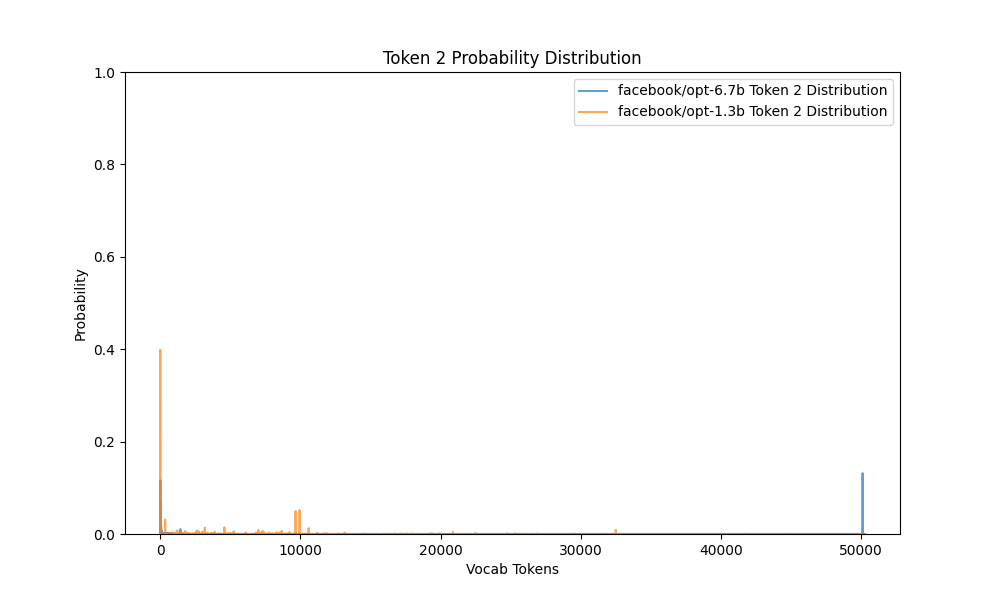 Token 2 Probability Distribution
facebook/opt-6.7b Token 2 Distribution
facebook/opt-1.3b Token 2 Distribution
Probability
1.0
0.8
0.6
0.4
0.2
0.0
0 10000 20000 30000 40000 50000
Vocab Tokens